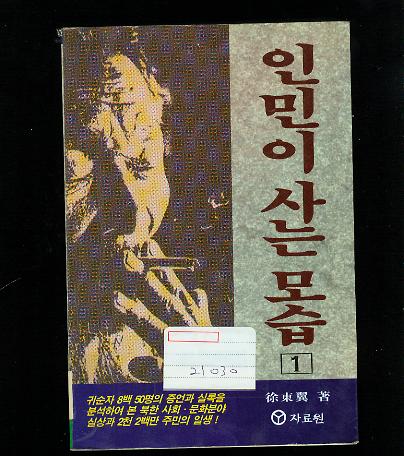 인민이 사는 모습
1
21030
귀순자 8백 50명의 증언과 실록을
분석하여 본 북한 사회·문화분야
실상과 2천 2백만 주민의 일생!
徐東翼 著
자료원